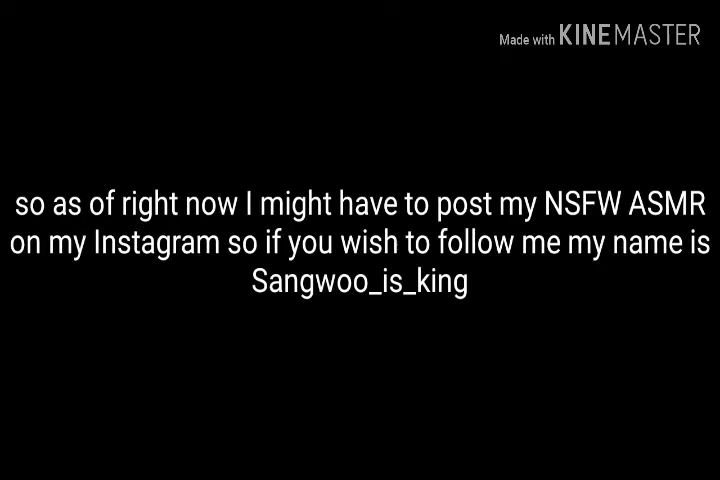 Made with KINEMASTER
so as of right now I might have to post my NSFW ASMR
on my Instagram so if you wish to follow me my name is
Sangwoo_is_king